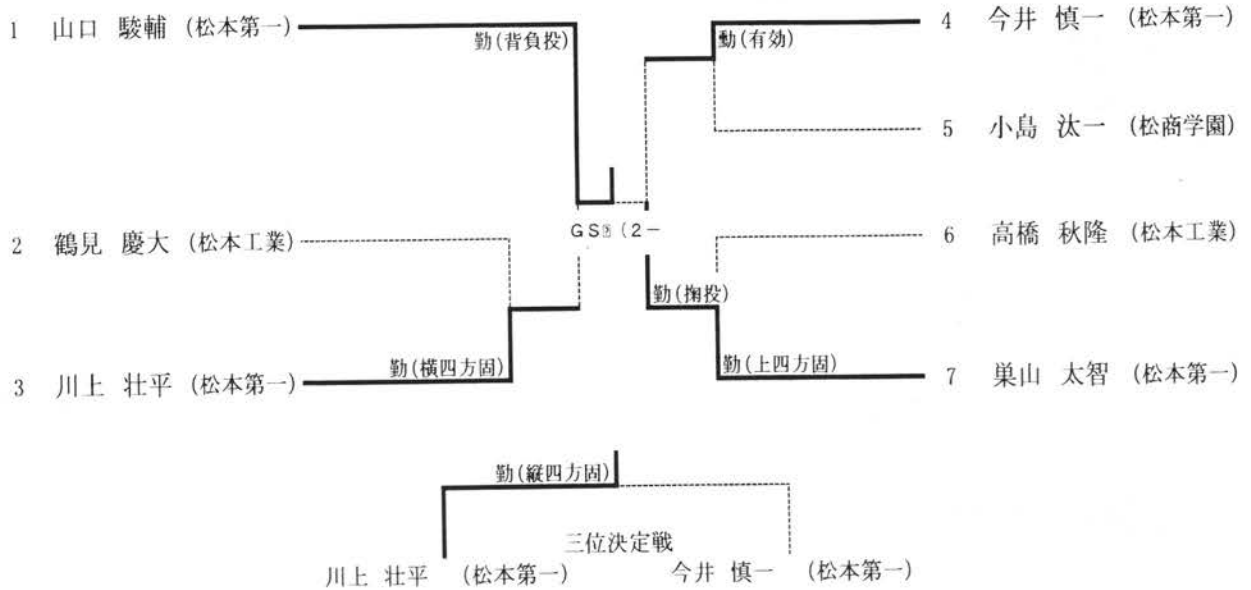 1 山口 駿輔 (松本第一)
勤(背負投)
動(有効)
4 今井 慎一 (松本第一)
5 小島 汰一 (松商学園)
2 鶴見 慶大 (松本工業)
GS (2-
6 高橋 秋隆 (松本工業)
勤(掬投)
3 川上 壮平 (松本第一)
勤(横四方固)
勤(上四方固)
7 巣山 太智 (松本第一)
勤(縦四方固)
三位決定戦
川上 壮平 (松本第一) 今井 慎一 (松本第一)